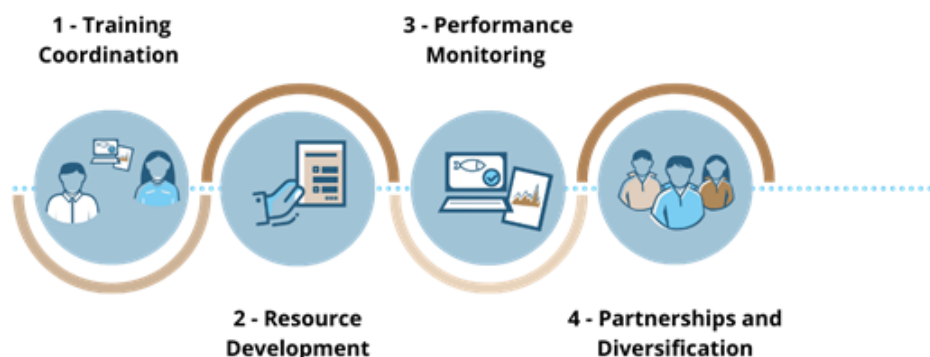 1 - Training
Coordination
3 - Performance
Monitoring
2 - Resource
Development
4 - Partnerships and
Diversification